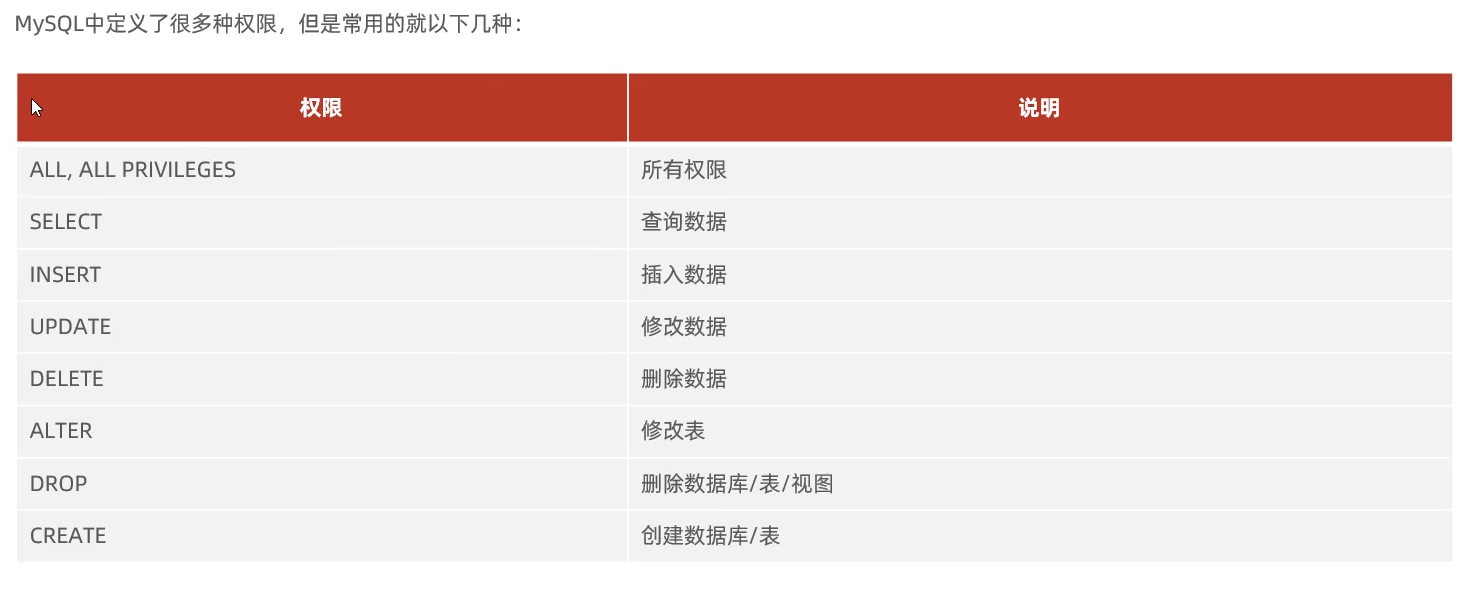 MySQL中定义了很多种权限，但是常用的就以下几种：
权限 说明
ALL, ALL PRIVILEGES 所有权限
SELECT 查询数据
INSERT 插入数据
UPDATE 修改数据
DELETE 删除数据
ALTER 修改表
DROP 删除数据库/表/视图
CREATE 创建数据库/表